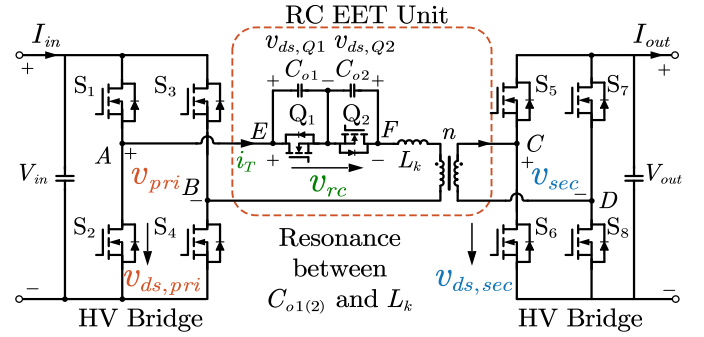 RC EET Unit
I_in
v_ds,Q1 v_ds,Q2
I_out
+
+ C_o1 − C_o2 +
+
S_1
S_3
S_5
S_7
Q_1
Q_2
E
F
n
A
+
i_T
+
−
L_k
C
+
V_in
v_pri
v_rc
v_sec
V_out
B
−
−
D
S_2
S_4
S_6
S_8
Resonance
between
C_o1(2) and L_k
v_ds,pri
v_ds,sec
−
−
HV Bridge
HV Bridge